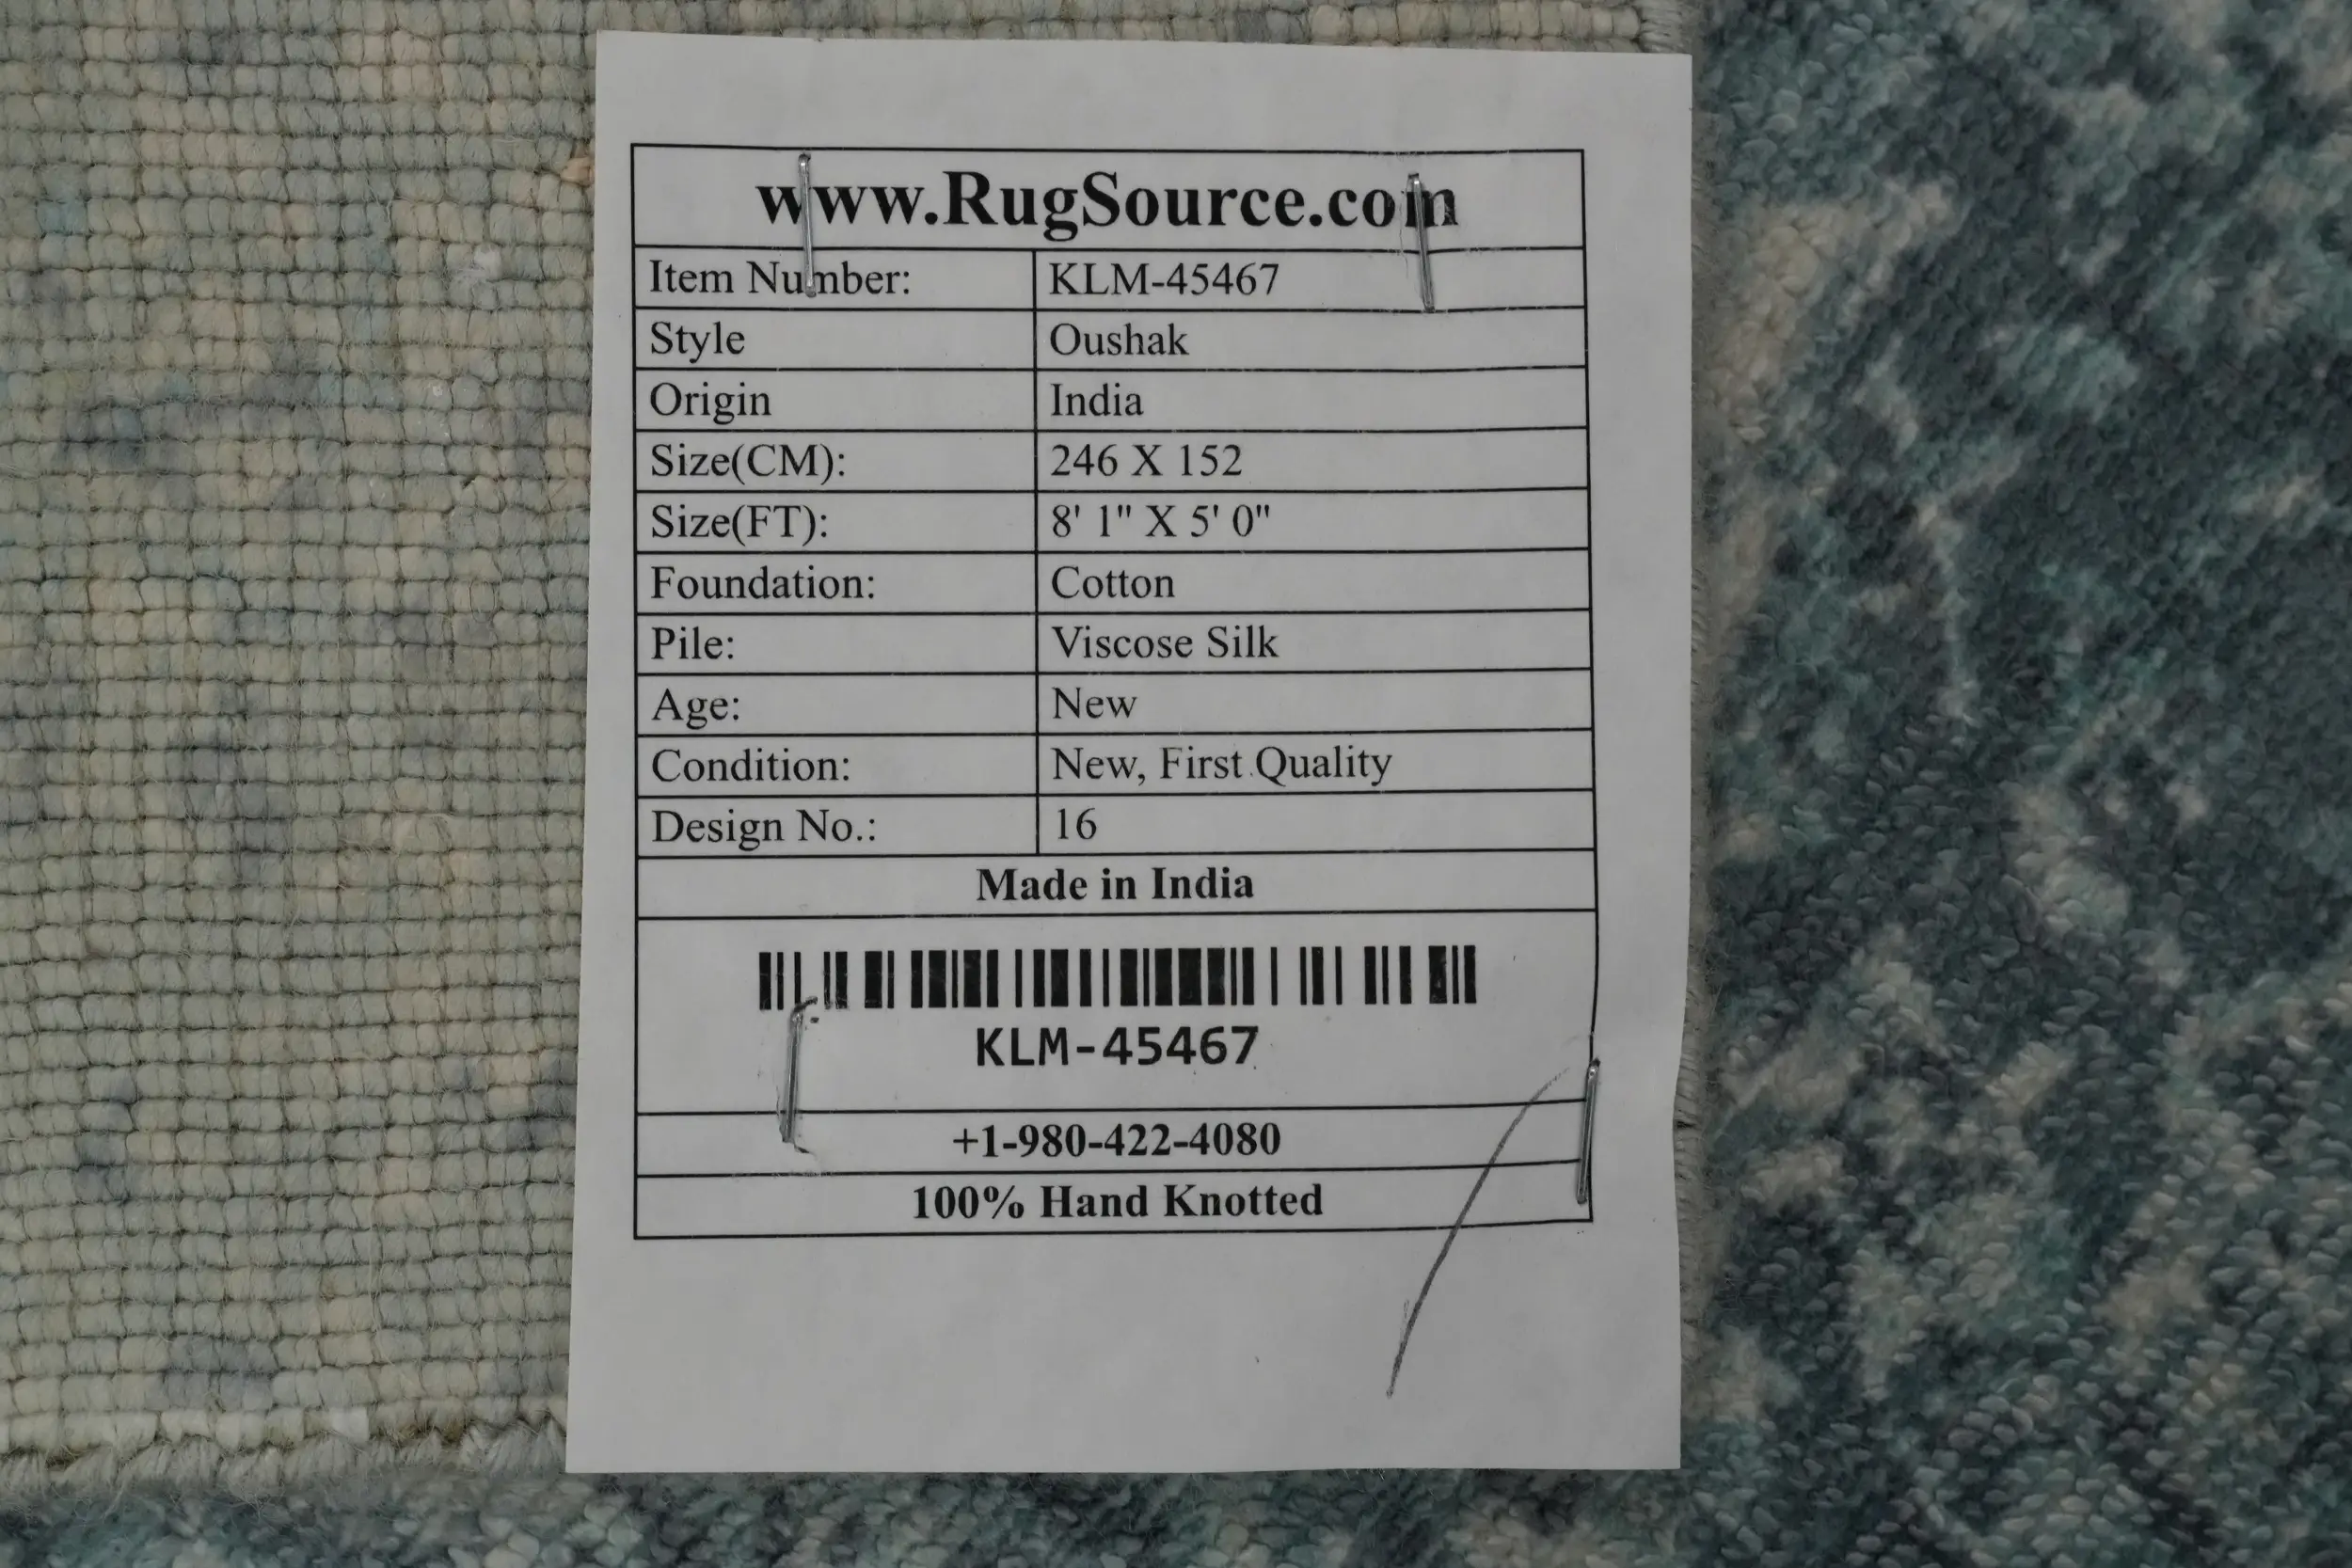 www.RugSource.com
Item Number: KLM-45467
Style Oushak
Origin India
Size(CM): 246 X 152
Size(FT): 8' 1" X 5' 0"
Foundation: Cotton
Pile: Viscose Silk
Age: New
Condition: New, First Quality
Design No.: 16
Made in India
KLM-45467
+1-980-422-4080
100% Hand Knotted